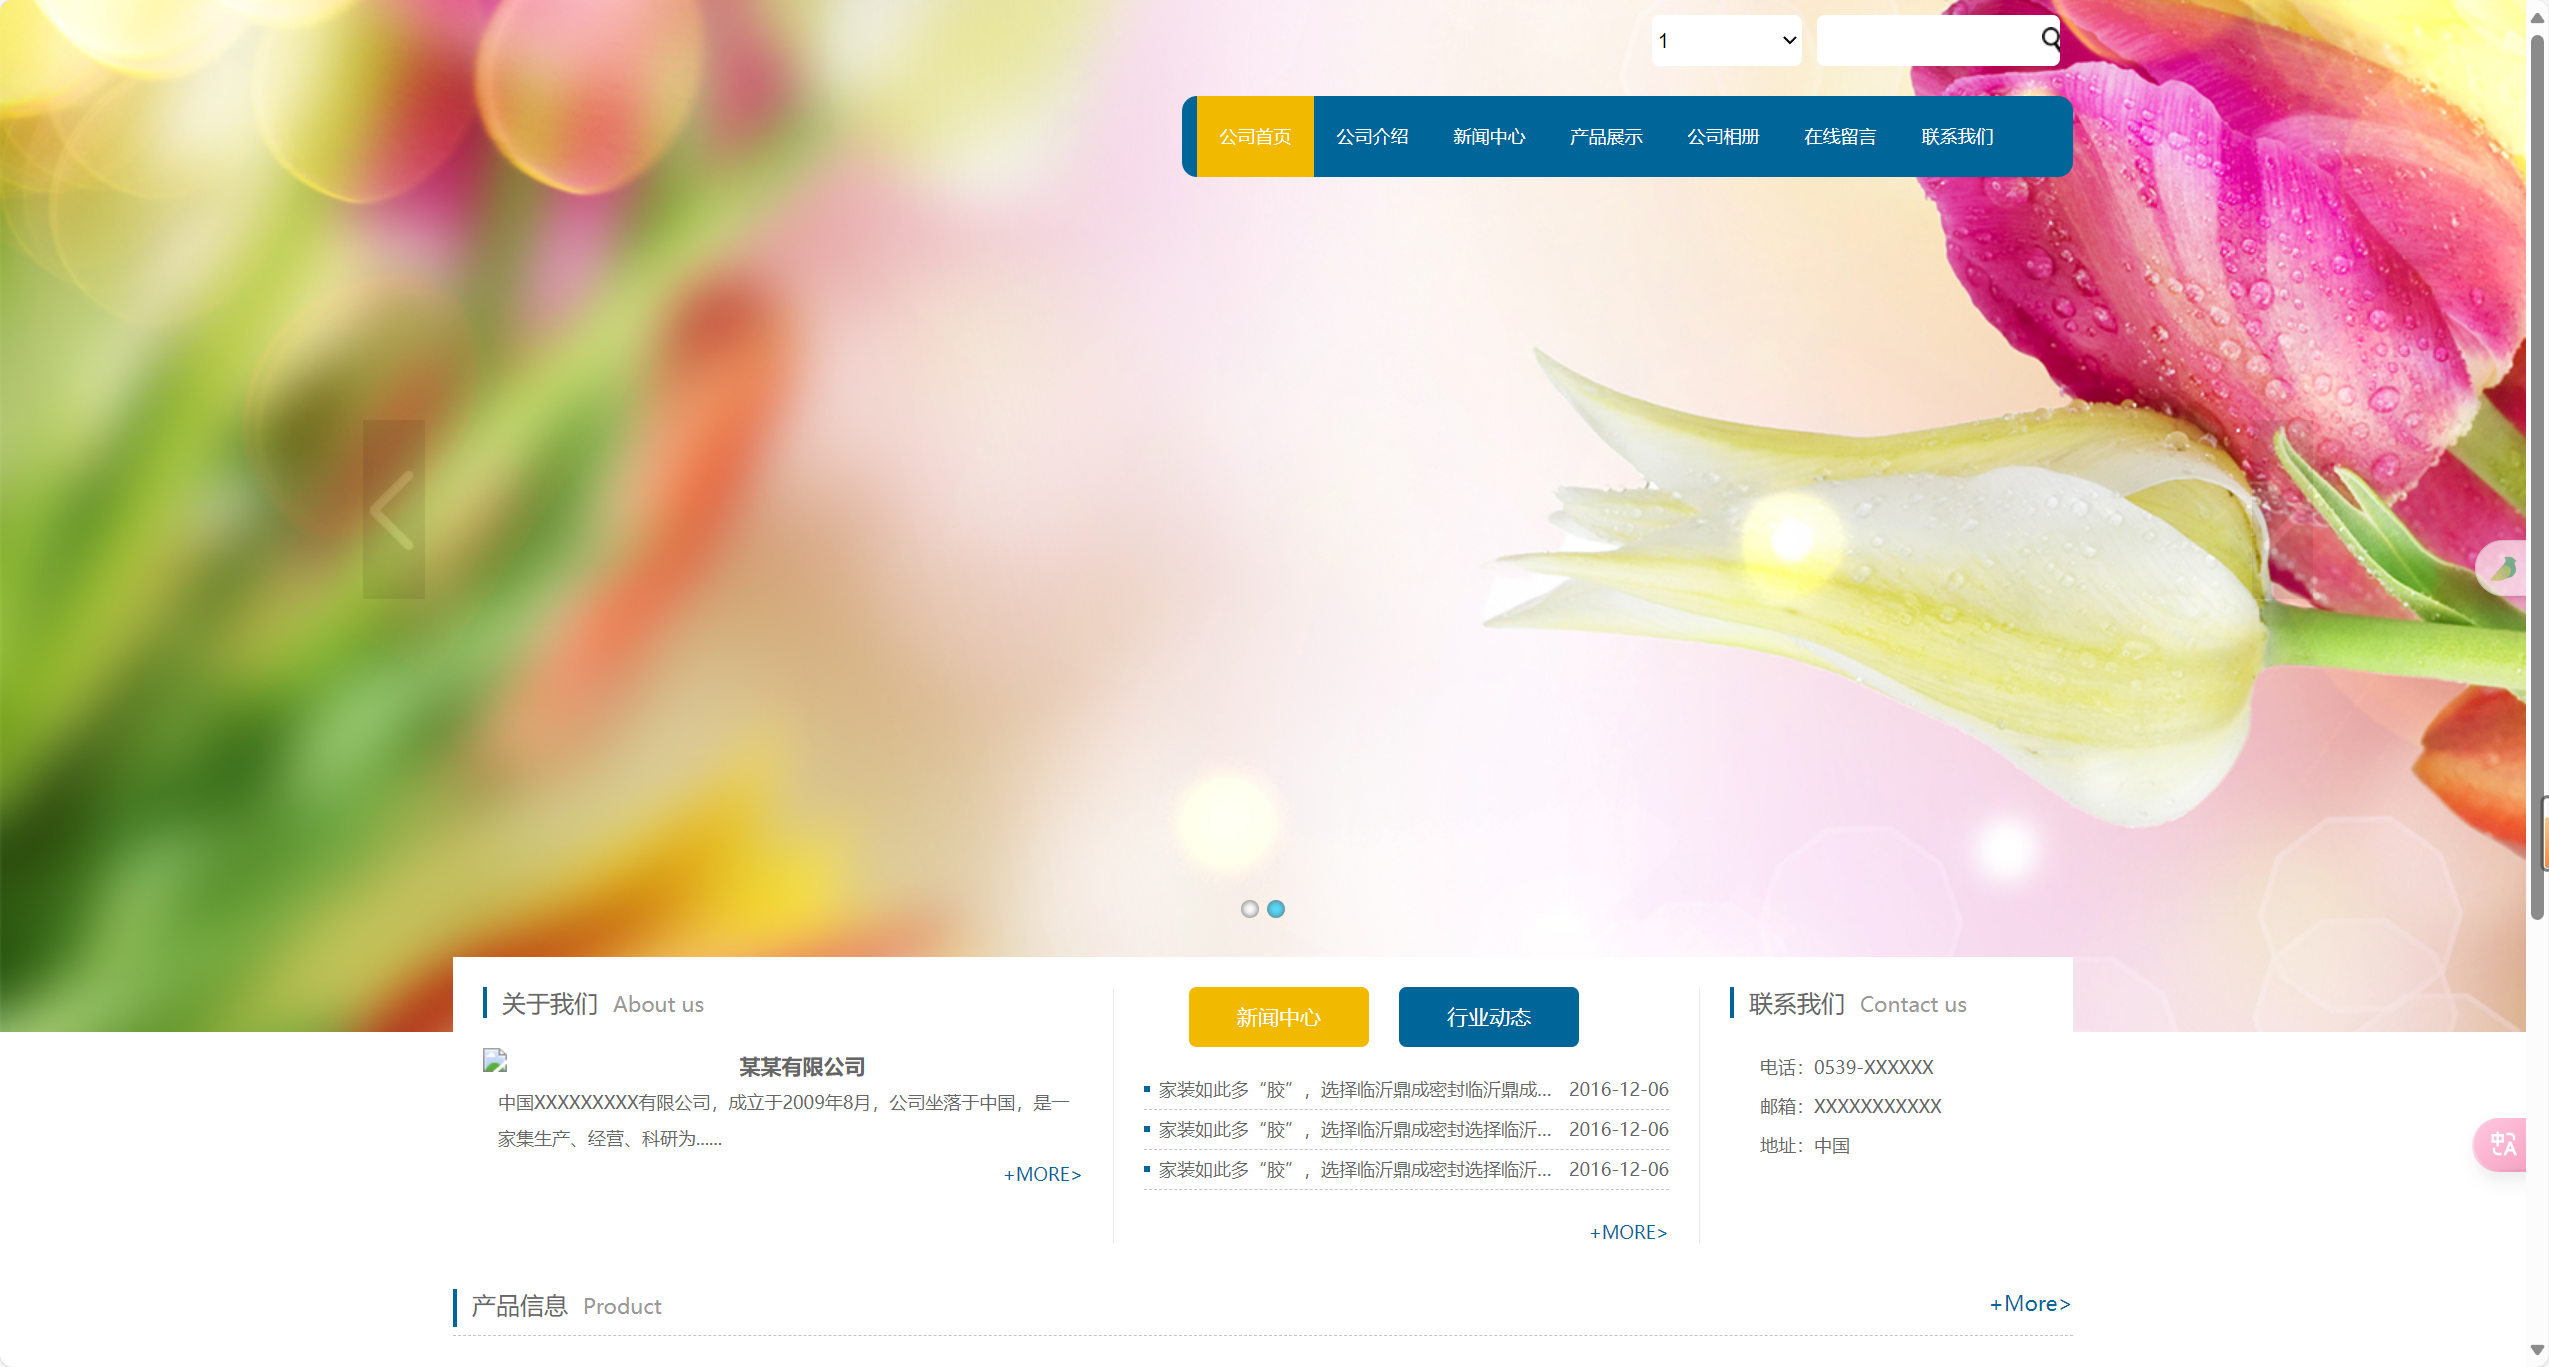 1
公司首页 公司介绍 新闻中心 产品展示 公司相册 在线留言 联系我们
关于我们 About us
某某有限公司
中国XXXXXXXXX有限公司，成立于2009年8月，公司坐落于中国，是一
家集生产、经营、科研为......
+MORE>
新闻中心 行业动态
家装如此多“胶”，选择临沂鼎成密封临沂鼎成... 2016-12-06
家装如此多“胶”，选择临沂鼎成密封选择临沂... 2016-12-06
家装如此多“胶”，选择临沂鼎成密封选择临沂... 2016-12-06
+MORE>
联系我们 Contact us
电话：0539-XXXXXX
邮箱：XXXXXXXXXXX
地址：中国
中A
产品信息 Product
+More>